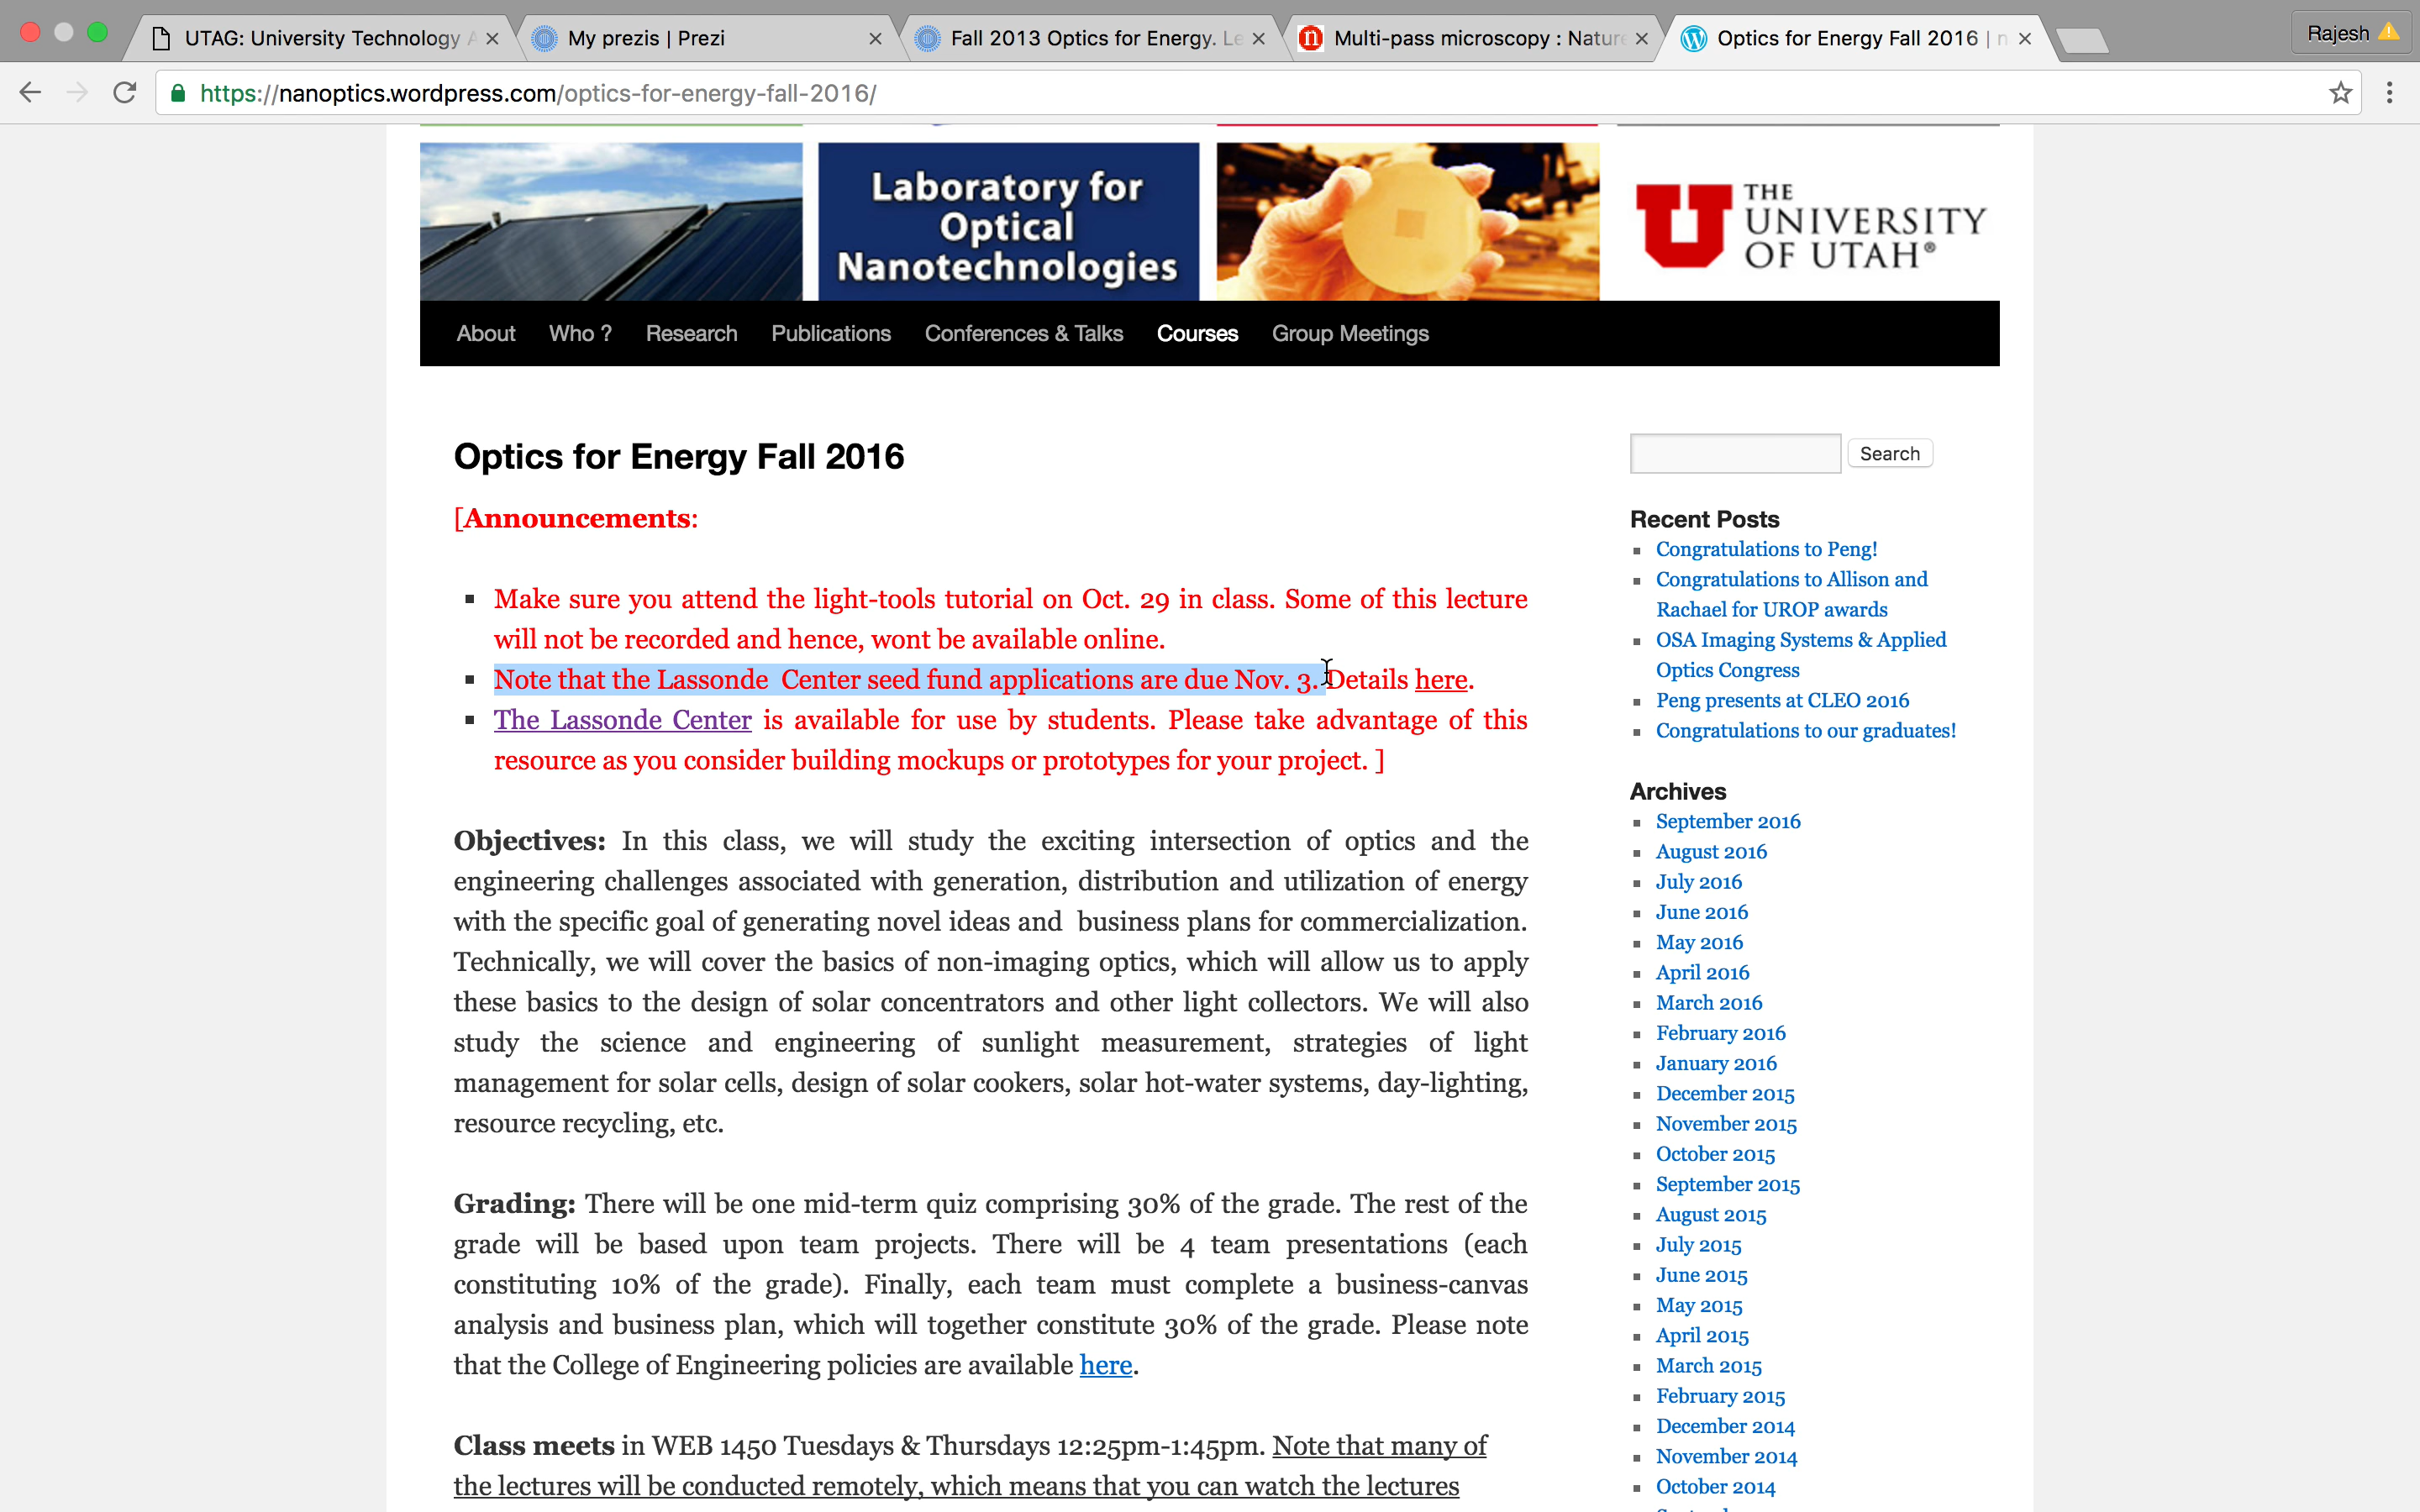 UTAG: University Technology A
My prezis | Prezi
Fall 2013 Optics for Energy. Le
Multi-pass microscopy : Nature
Optics for Energy Fall 2016 | n
Rajesh
https://nanoptics.wordpress.com/optics-for-energy-fall-2016/
Laboratory for
Optical
Nanotechnologies
THE
UNIVERSITY
OF UTAH®
About Who ? Research Publications Conferences & Talks Courses Group Meetings
Optics for Energy Fall 2016
[Announcements:
Make sure you attend the light-tools tutorial on Oct. 29 in class. Some of this lecture
will not be recorded and hence, wont be available online.
Note that the Lassonde Center seed fund applications are due Nov. 3. Details here.
The Lassonde Center is available for use by students. Please take advantage of this
resource as you consider building mockups or prototypes for your project. ]
Objectives: In this class, we will study the exciting intersection of optics and the
engineering challenges associated with generation, distribution and utilization of energy
with the specific goal of generating novel ideas and business plans for commercialization.
Technically, we will cover the basics of non-imaging optics, which will allow us to apply
these basics to the design of solar concentrators and other light collectors. We will also
study the science and engineering of sunlight measurement, strategies of light
management for solar cells, design of solar cookers, solar hot-water systems, day-lighting,
resource recycling, etc.
Grading: There will be one mid-term quiz comprising 30% of the grade. The rest of the
grade will be based upon team projects. There will be 4 team presentations (each
constituting 10% of the grade). Finally, each team must complete a business-canvas
analysis and business plan, which will together constitute 30% of the grade. Please note
that the College of Engineering policies are available here.
Class meets in WEB 1450 Tuesdays & Thursdays 12:25pm-1:45pm. Note that many of
the lectures will be conducted remotely, which means that you can watch the lectures
Search
Recent Posts
Congratulations to Peng!
Congratulations to Allison and
Rachael for UROP awards
OSA Imaging Systems & Applied
Optics Congress
Peng presents at CLEO 2016
Congratulations to our graduates!
Archives
September 2016
August 2016
July 2016
June 2016
May 2016
April 2016
March 2016
February 2016
January 2016
December 2015
November 2015
October 2015
September 2015
August 2015
July 2015
June 2015
May 2015
April 2015
March 2015
February 2015
December 2014
November 2014
October 2014